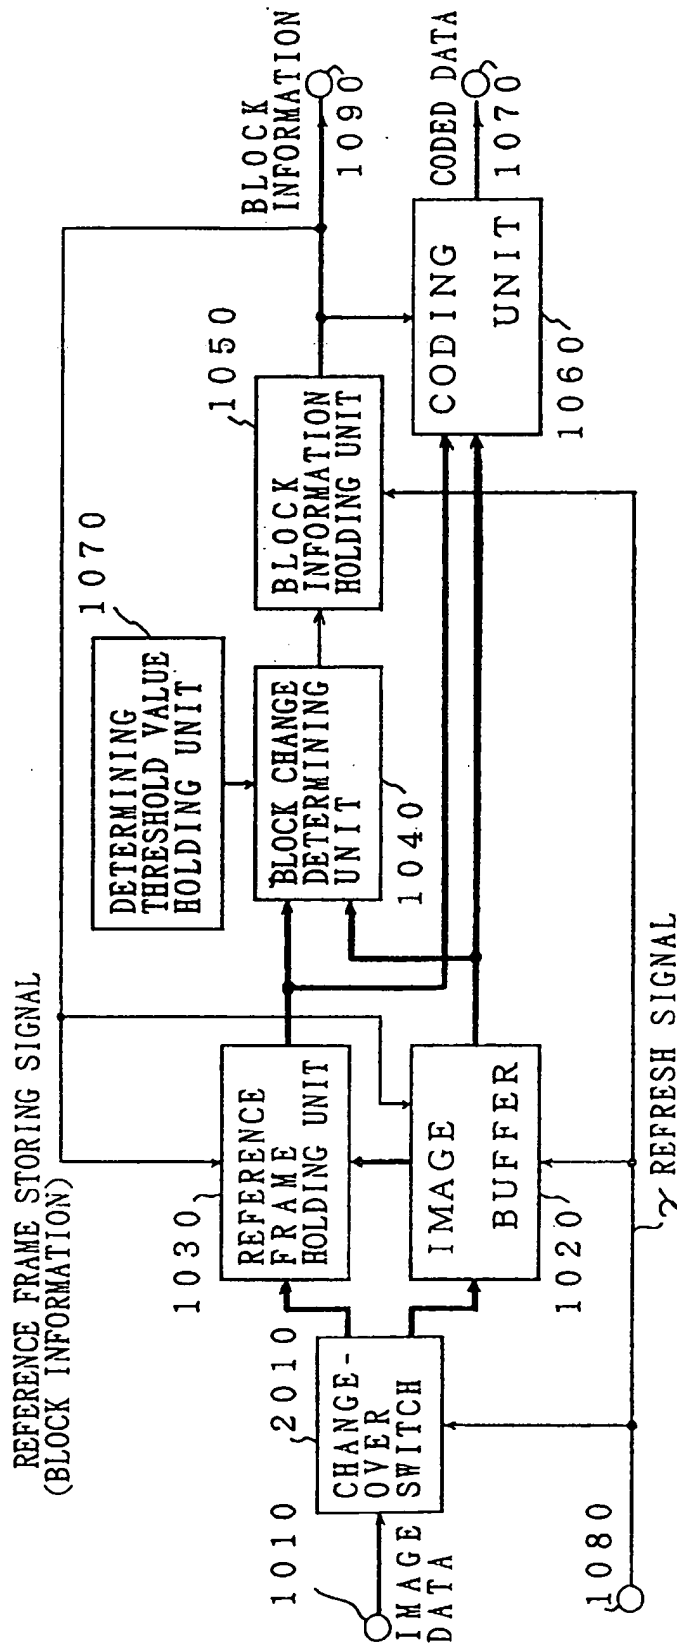 REFERENCE FRAME STORING SIGNAL
(BLOCK INFORMATION)
1010
IMAGE
DATA
2010
CHANGE-
OVER
SWITCH
1030
REFERENCE
FRAME
HOLDING UNIT
IMAGE
BUFFER
1020
1070
DETERMINING
THRESHOLD VALUE
HOLDING UNIT
BLOCK CHANGE
DETERMINING
UNIT
1040
1050
BLOCK
INFORMATION
HOLDING UNIT
BLOCK
INFORMATION
1090
CODING
UNIT
1060
CODED DATA
1070
1080
REFRESH SIGNAL